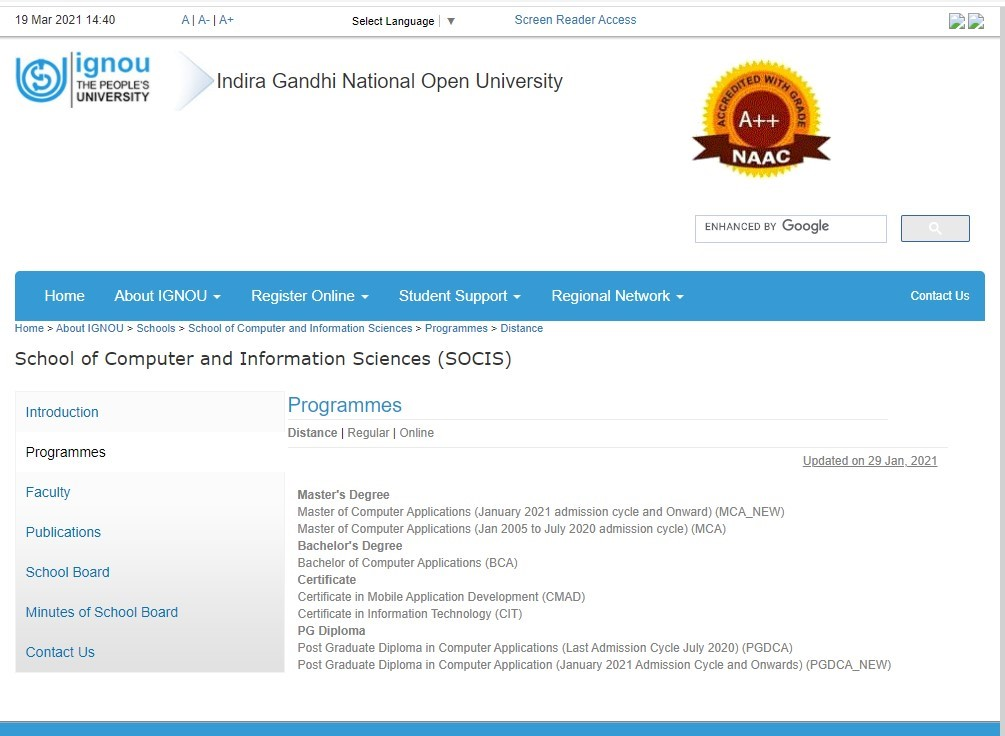 19 Mar 2021 14:40
A | A- | A+
Select Language ▼
Screen Reader Access
ignou
THE PEOPLE'S
UNIVERSITY
Indira Gandhi National Open University
ACCREDITED WITH GRADE
A++
NAAC
ENHANCED BY Google
Home About IGNOU Register Online Student Support Regional Network Contact Us
Home > About IGNOU > Schools > School of Computer and Information Sciences > Programmes > Distance
School of Computer and Information Sciences (SOCIS)
Introduction
Programmes
Faculty
Publications
School Board
Minutes of School Board
Contact Us
Programmes
Distance | Regular | Online
Updated on 29 Jan, 2021
Master's Degree
Master of Computer Applications (January 2021 admission cycle and Onward) (MCA_NEW)
Master of Computer Applications (Jan 2005 to July 2020 admission cycle) (MCA)
Bachelor's Degree
Bachelor of Computer Applications (BCA)
Certificate
Certificate in Mobile Application Development (CMAD)
Certificate in Information Technology (CIT)
PG Diploma
Post Graduate Diploma in Computer Applications (Last Admission Cycle July 2020) (PGDCA)
Post Graduate Diploma in Computer Application (January 2021 Admission Cycle and Onwards) (PGDCA_NEW)